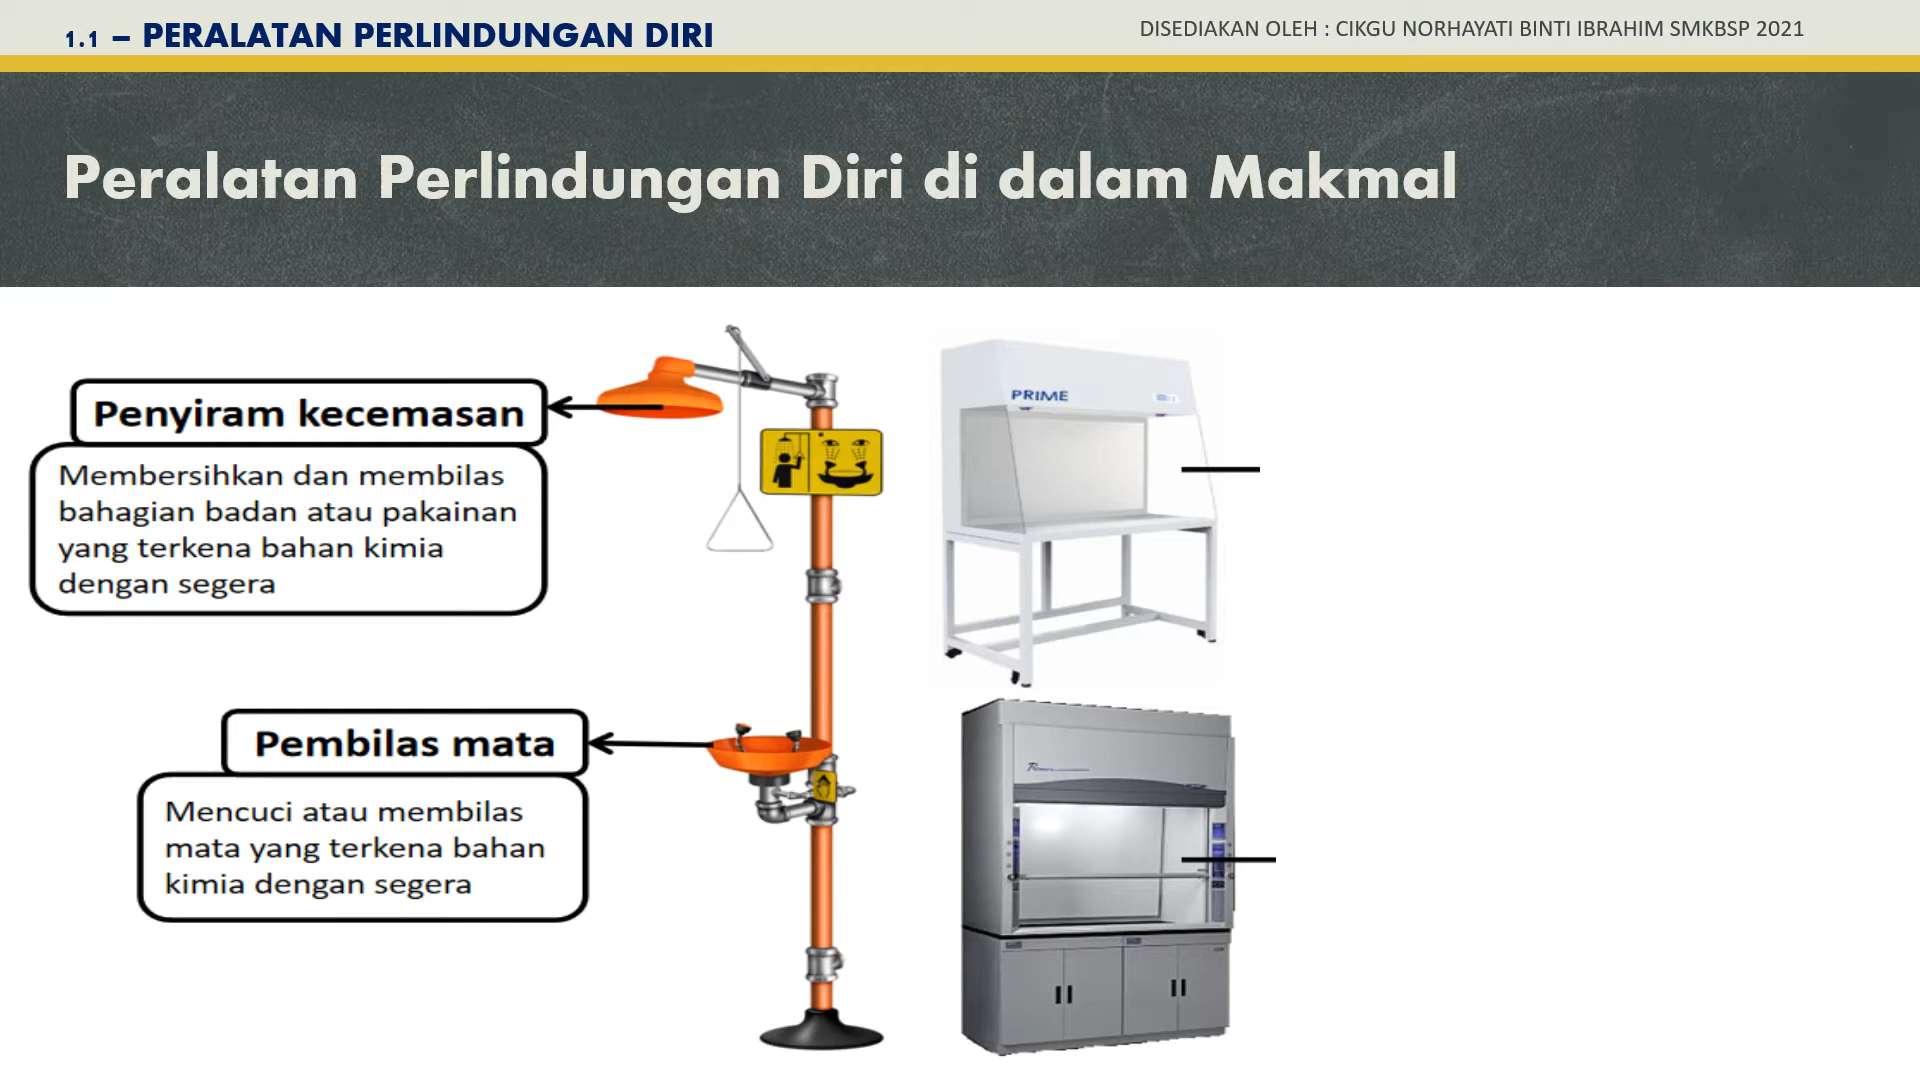 1.1 – PERALATAN PERLINDUNGAN DIRI
DISEDIAKAN OLEH : CIKGU NORHAYATI BINTI IBRAHIM SMKBSP 2021
Peralatan Perlindungan Diri di dalam Makmal
Penyiram kecemasan
Membersihkan dan membilas
bahagian badan atau pakainan
yang terkena bahan kimia
dengan segera
PRIME
Pembilas mata
Mencuci atau membilas
mata yang terkena bahan
kimia dengan segera